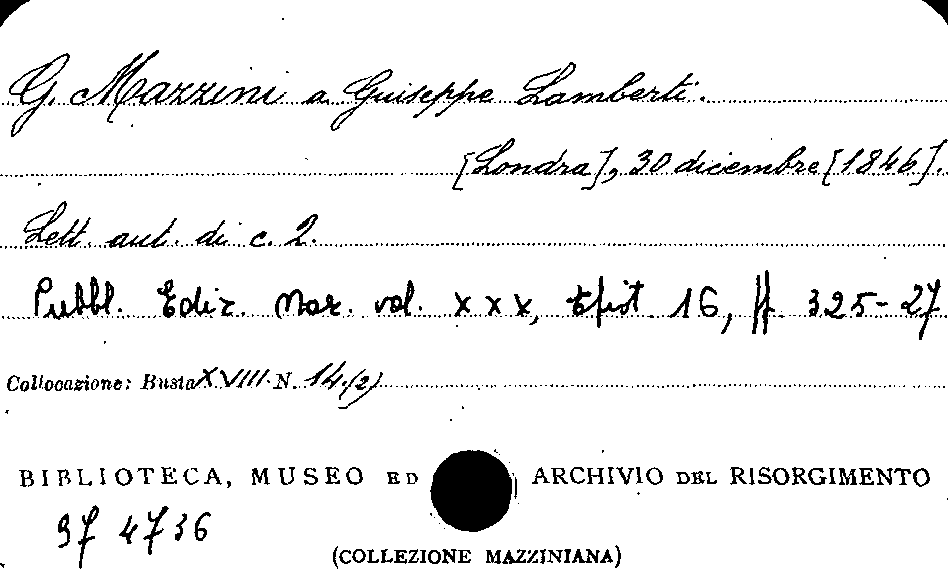 G. Mazzini a Giuseppe Lamberti.
[Londra], 30 dicembre [1846].
Lett. aut. di c. 2.
Pubbl. Ediz. Naz. vol. XXX, Epist. 16, pp. 325-27
Collocazione: Busta XVIII N. 14.(2)
BIBLIOTECA, MUSEO ED ARCHIVIO DEL RISORGIMENTO
97 4736
(COLLEZIONE MAZZINIANA)